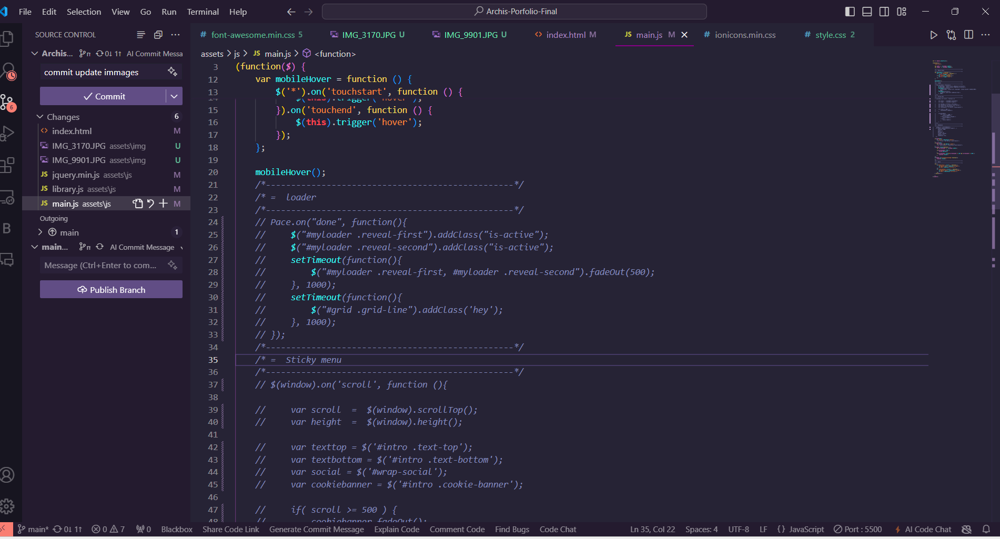 File Edit Selection View Go Run Terminal Help
Archis-Porfolio-Final
SOURCE CONTROL
Archis... 0↓ 1↑ AI Commit Messa
commit update immages
Commit
Changes 6
index.html M
IMG_3170.JPG assets\img U
IMG_9901.JPG assets\img U
JS jquery.min.js assets\js M
JS library.js assets\js M
JS main.js assets\js M
Outgoing
main 1
main... AI Commit Message
Message (Ctrl+Enter to com...
Publish Branch
6
B
# font-awesome.min.css 5 IMG_3170.JPG U IMG_9901.JPG U <> index.html M JS main.js M # ionicons.min.css # style.css 2
assets > js > JS main.js > <function>
3 (function($) {
12 var mobileHover = function () {
13 $('*').on('touchstart', function () {
14 $(this).trigger('hover');
15 }).on('touchend', function () {
16 $(this).trigger('hover');
17 });
18 };
19
20 mobileHover();
21 /*-------------------------------------------------*/
22 /* =  loader
23 /*-------------------------------------------------*/
24 // Pace.on("done", function(){
25 //     $("#myloader .reveal-first").addClass("is-active");
26 //     $("#myloader .reveal-second").addClass("is-active");
27 //     setTimeout(function(){
28 //         $("#myloader .reveal-first, #myloader .reveal-second").fadeOut(500);
29 //     }, 1000);
30 //     setTimeout(function(){
31 //         $("#grid .grid-line").addClass('hey');
32 //     }, 1000);
33 // });
34 /*-------------------------------------------------*/
35 /* =  Sticky menu
36 /*-------------------------------------------------*/
37 // $(window).on('scroll', function (){
38
39 //     var scroll  =  $(window).scrollTop();
40 //     var height  =  $(window).height();
41
42 //     var texttop = $('#intro .text-top');
43 //     var textbottom = $('#intro .text-bottom');
44 //     var social = $('#wrap-social');
45 //     var cookiebanner = $('#intro .cookie-banner');
46
47 //     if( scroll >= 500 ) {
48 //         cookiebanner.fadeOut();
main* 0↓ 1↑ 0 7 0 Blackbox Share Code Link Generate Commit Message Explain Code Comment Code Find Bugs Code Chat Ln 35, Col 22 Spaces: 4 UTF-8 LF {} JavaScript Port : 5500 AI Code Chat